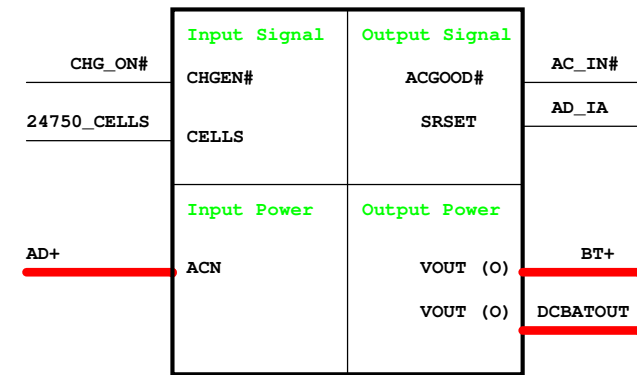 Input Signal Output Signal
CHG_ON# CHGEN# ACGOOD# AC_IN#
24750_CELLS CELLS SRSET AD_IA
Input Power Output Power
AD+ ACN VOUT (O) BT+
VOUT (O) DCBATOUT